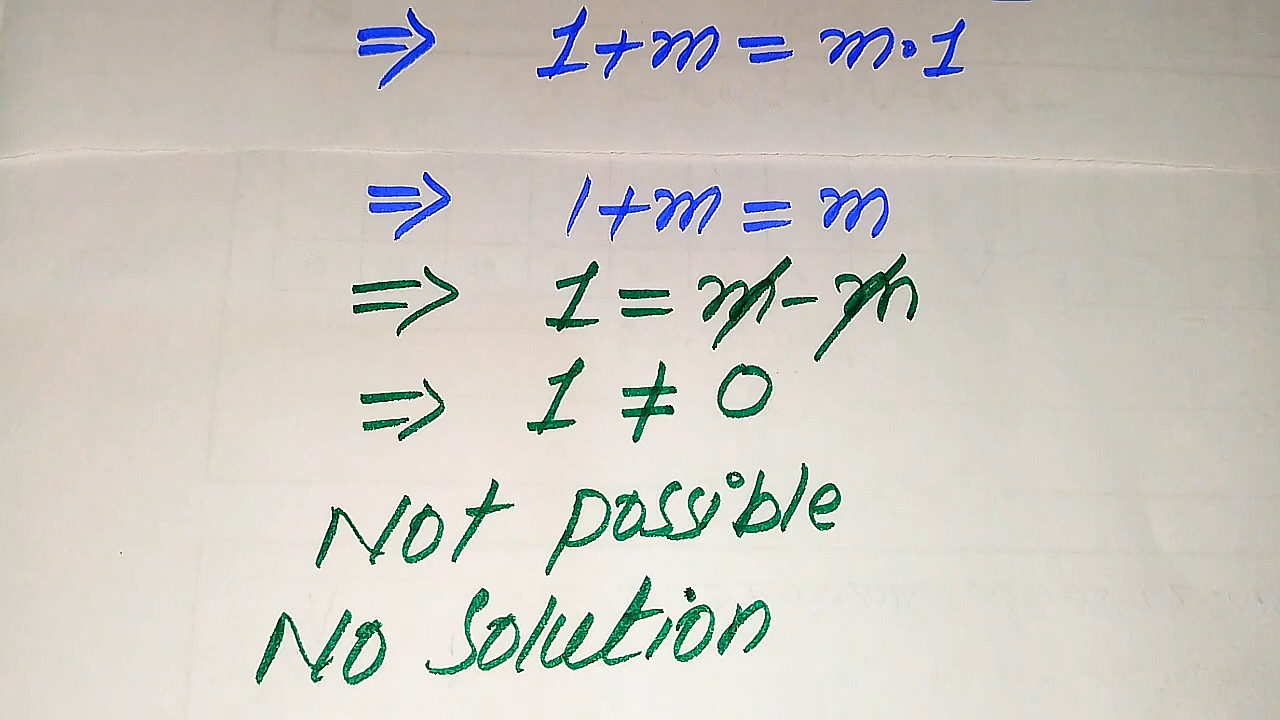 ⇒ 1+m = m·1
⇒ 1+m = m
⇒ 1 = m - m
⇒ 1 ≠ 0
Not possible
No solution